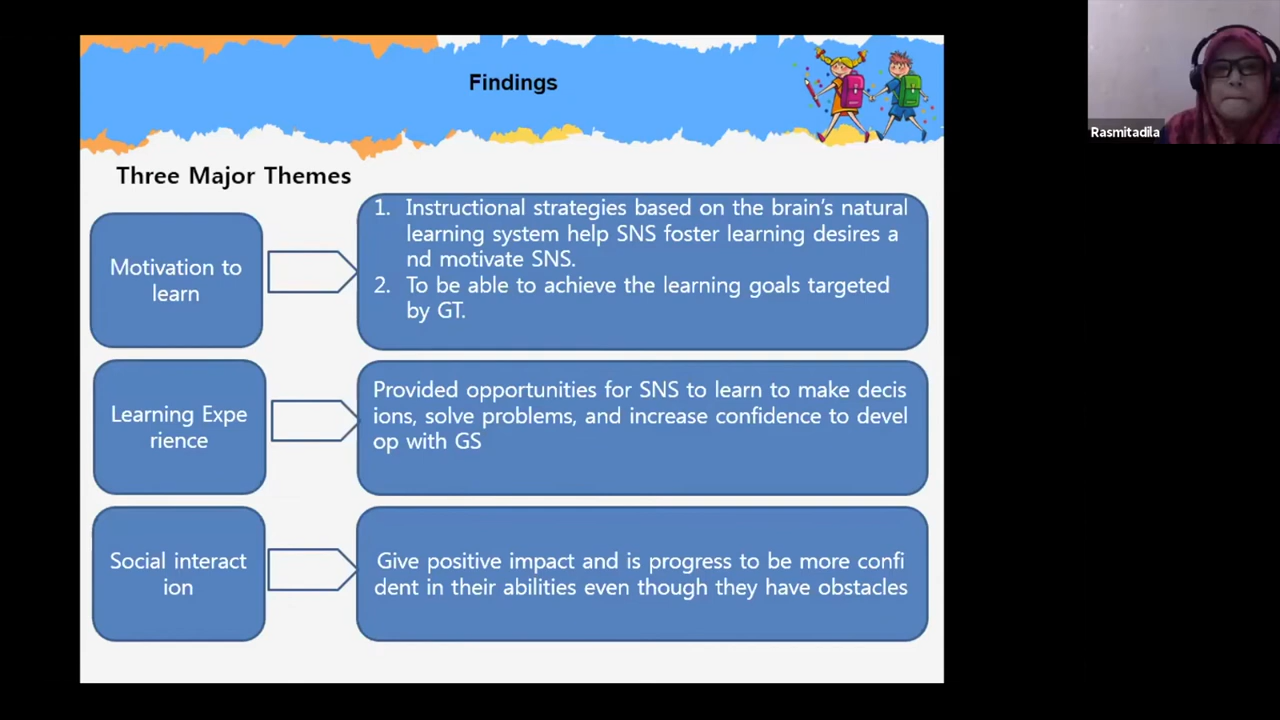 Findings
Rasmitadila
Three Major Themes
Motivation to
learn
1. Instructional strategies based on the brain's natural
learning system help SNS foster learning desires a
nd motivate SNS.
2. To be able to achieve the learning goals targeted
by GT.
Learning Expe
rience
Provided opportunities for SNS to learn to make decis
ions, solve problems, and increase confidence to devel
op with GS
Social interact
ion
Give positive impact and is progress to be more confi
dent in their abilities even though they have obstacles